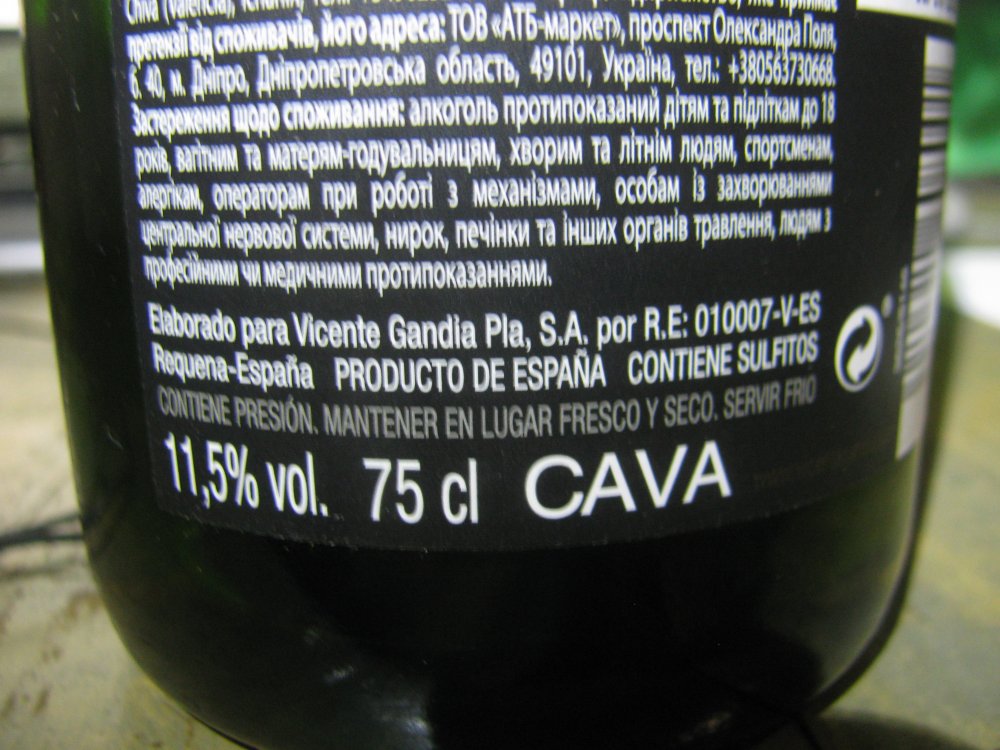 Chiva (Valencia),
претензії від споживачів, його адреса: ТОВ «АТБ-маркет», проспект Олександра Поля,
б. 40, м. Дніпро, Дніпропетровська область, 49101, Україна, тел.: +380563730668.
Застереження щодо споживання: алкоголь протипоказаний дітям та підліткам до 18
років, вагітним та матерям-годувальницям, хворим та літнім людям, спортсменам,
алергікам, операторам при роботі з механізмами, особам із захворюваннями
центральної нервової системи, нирок, печінки та інших органів травлення, людям з
професійними чи медичними протипоказаннями.
Elaborado para Vicente Gandia Pla, S.A. por R.E: 010007-V-ES
Requena-España PRODUCTO DE ESPAÑA CONTIENE SULFITOS
CONTIENE PRESIÓN. MANTENER EN LUGAR FRESCO Y SECO. SERVIR FRIO
11,5% vol. 75 cl CAVA